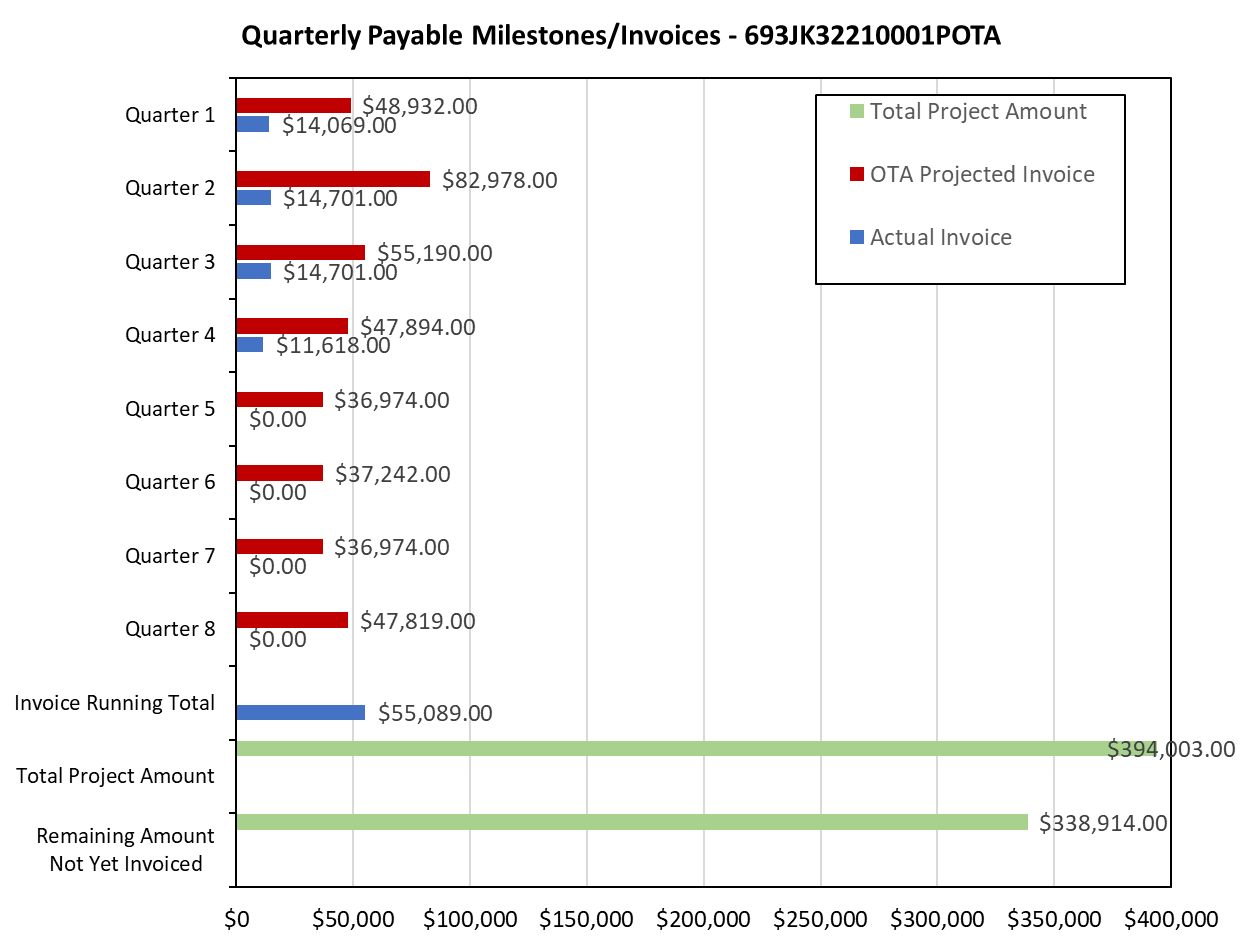 Quarterly Payable Milestones/Invoices - 693JK32210001POTA
Total Project Amount
OTA Projected Invoice
Actual Invoice
Quarter 1
$48,932.00
$14,069.00
Quarter 2
$82,978.00
$14,701.00
Quarter 3
$55,190.00
$14,701.00
Quarter 4
$47,894.00
$11,618.00
Quarter 5
$36,974.00
$0.00
Quarter 6
$37,242.00
$0.00
Quarter 7
$36,974.00
$0.00
Quarter 8
$47,819.00
$0.00
Invoice Running Total
$55,089.00
Total Project Amount
$394,003.00
Remaining Amount
Not Yet Invoiced
$338,914.00
$0 $50,000 $100,000 $150,000 $200,000 $250,000 $300,000 $350,000 $400,000